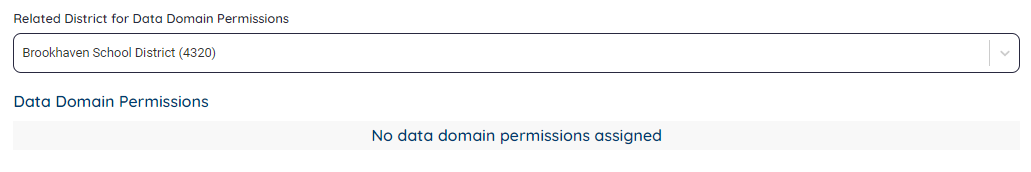 Related District for Data Domain Permissions
Brookhaven School District (4320)
Data Domain Permissions
No data domain permissions assigned